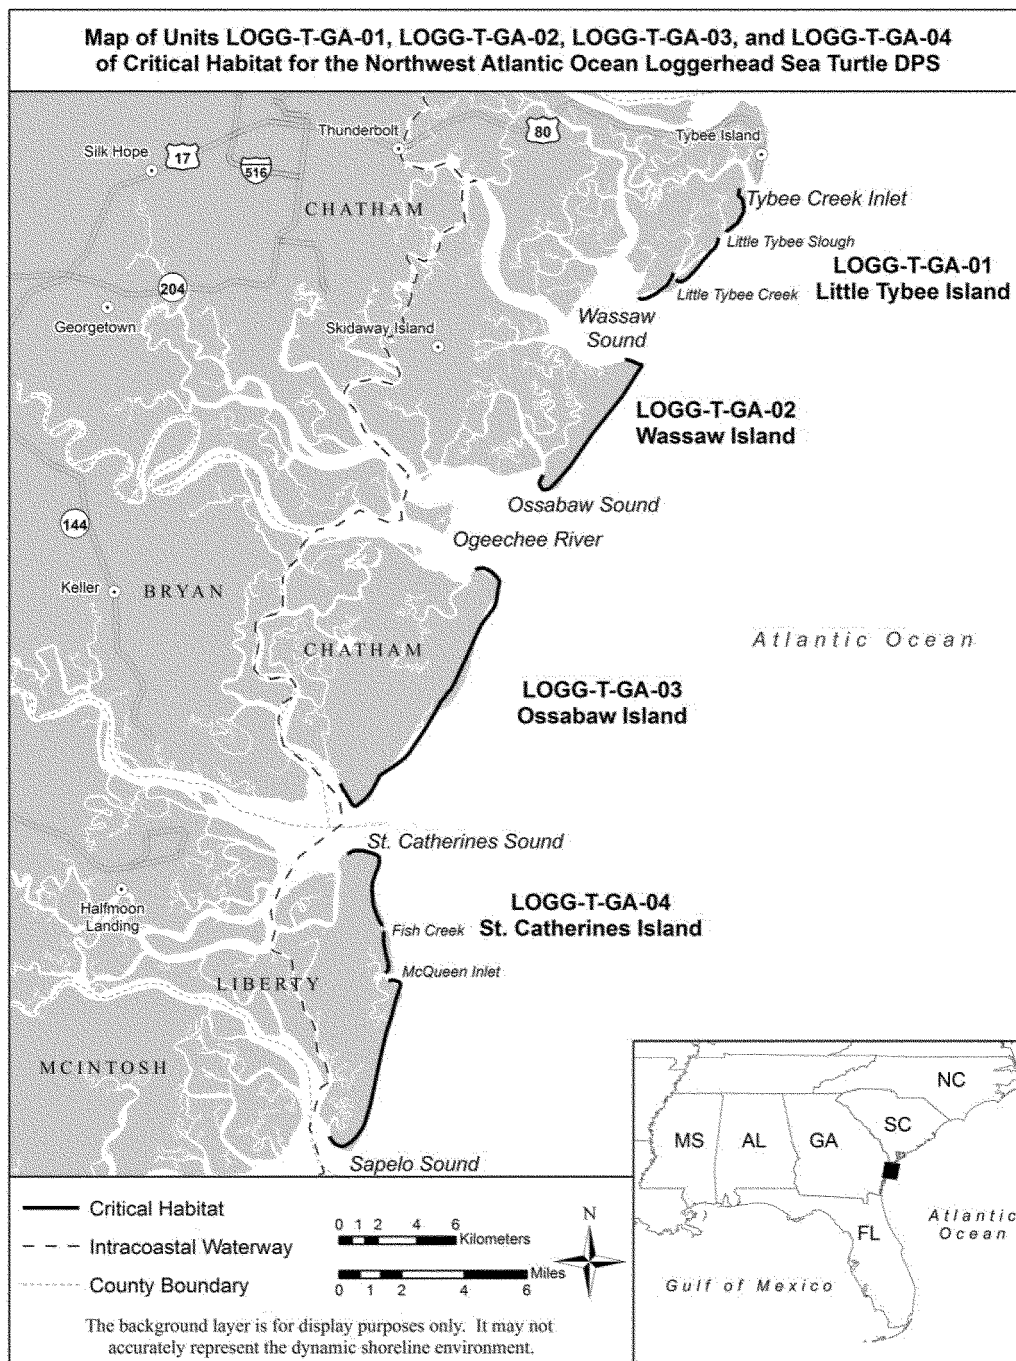 Map of Units LOGG-T-GA-01, LOGG-T-GA-02, LOGG-T-GA-03, and LOGG-T-GA-04
of Critical Habitat for the Northwest Atlantic Ocean Loggerhead Sea Turtle DPS
Thunderbolt
80
Tybee Island
Silk Hope
17
516
CHATHAM
Tybee Creek Inlet
Little Tybee Slough
LOGG-T-GA-01
Little Tybee Island
204
Little Tybee Creek
Georgetown
Skidaway Island
Wassaw
Sound
LOGG-T-GA-02
Wassaw Island
Ossabaw Sound
144
Ogeechee River
Keller
BRYAN
CHATHAM
Atlantic Ocean
LOGG-T-GA-03
Ossabaw Island
St. Catherines Sound
Halfmoon
Landing
LOGG-T-GA-04
St. Catherines Island
Fish Creek
McQueen Inlet
LIBERTY
MCINTOSH
Sapelo Sound
NC
SC
MS
AL
GA
FL
Atlantic
Ocean
Gulf of Mexico
Critical Habitat
Intracoastal Waterway
County Boundary
0 1 2 4 6
Kilometers
Miles
0 1 2 4 6
N
The background layer is for display purposes only. It may not
accurately represent the dynamic shoreline environment.